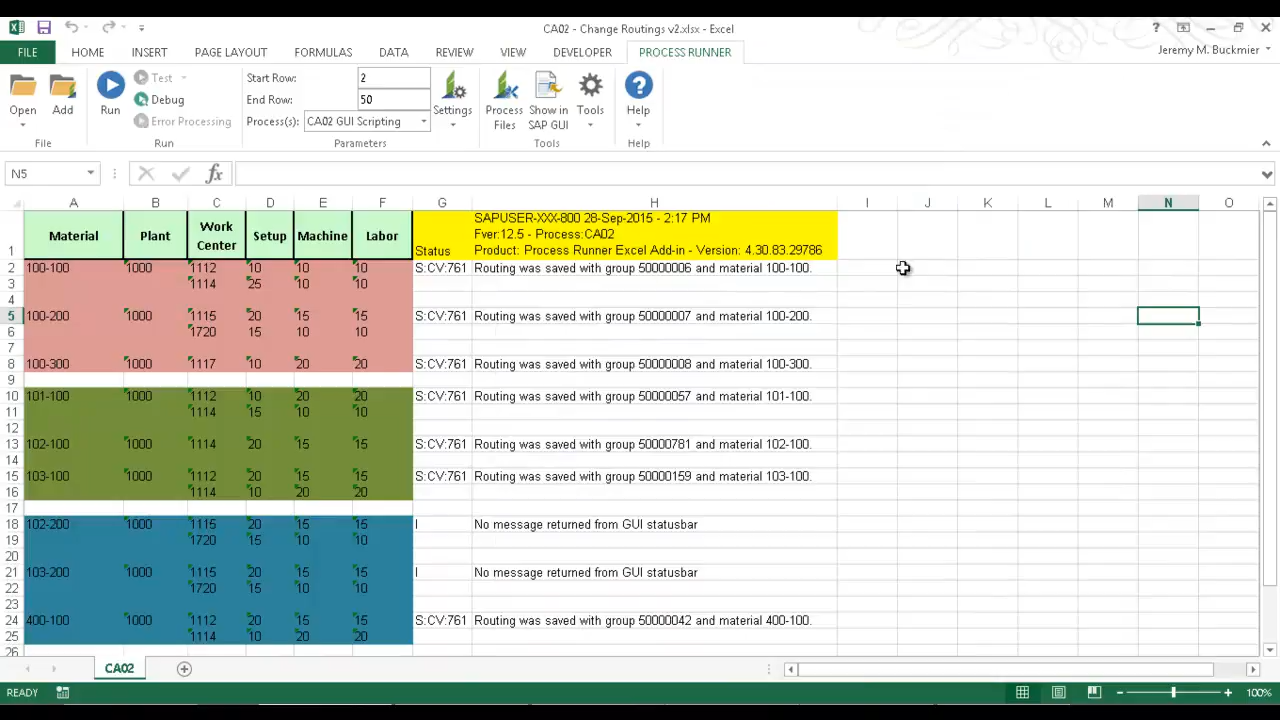 CA02 - Change Routings v2.xlsx - Excel
?
FILE HOME INSERT PAGE LAYOUT FORMULAS DATA REVIEW VIEW DEVELOPER PROCESS RUNNER
Jeremy M. Buckmier
Open Add Run Test Debug Error Processing
Start Row: 2
End Row: 50
Process(s): CA02 GUI Scripting
Settings Process Files Show in SAP GUI Tools Help
File Run Parameters Tools Help
N5 fx
A B C D E F G H I J K L M N O
1 Material Plant Work Center Setup Machine Labor Status
SAPUSER-XXX-800 28-Sep-2015 - 2:17 PM
Fver:12.5 - Process:CA02
Product: Process Runner Excel Add-in - Version: 4.30.83.29786
2 100-100 1000 1112 10 10 10 S:CV:761 Routing was saved with group 50000006 and material 100-100.
3 1114 25 10 10
4
5 100-200 1000 1115 20 15 15 S:CV:761 Routing was saved with group 50000007 and material 100-200.
6 1720 15 10 10
7
8 100-300 1000 1117 10 20 20 S:CV:761 Routing was saved with group 50000008 and material 100-300.
9
10 101-100 1000 1112 10 20 20 S:CV:761 Routing was saved with group 50000057 and material 101-100.
11 1114 15 10 10
12
13 102-100 1000 1114 20 15 15 S:CV:761 Routing was saved with group 50000781 and material 102-100.
14
15 103-100 1000 1112 20 15 15 S:CV:761 Routing was saved with group 50000159 and material 103-100.
16 1114 10 20 20
17
18 102-200 1000 1115 20 15 15 I No message returned from GUI statusbar
19 1720 15 10 10
20
21 103-200 1000 1115 20 15 15 I No message returned from GUI statusbar
22 1720 15 10 10
23
24 400-100 1000 1112 20 15 15 S:CV:761 Routing was saved with group 50000042 and material 400-100.
25 1114 10 20 20
26
CA02
READY 100%